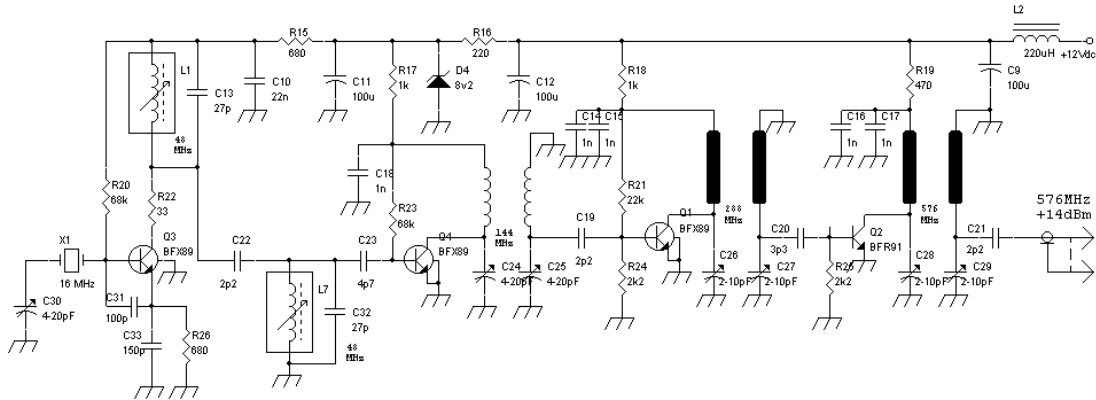 L2
220uH
+12Vdc
R15
680
R16
220
L1
C13
27p
48
MHz
C10
22n
C11
100u
R17
1k
D4
8v2
C12
100u
R18
1k
R19
470
C9
100u
C14
1n
C15
1n
C16
1n
C17
1n
C18
1n
R20
68k
R22
33
R23
68k
R21
22k
Q3
BFX89
X1
16 MHz
C30
4-20pF
C31
100p
C33
150p
R26
680
C22
2p2
L7
C32
27p
48
MHz
C23
4p7
Q4
BFX89
144
MHz
C24
4-20pF
C25
4-20pF
C19
2p2
Q1
BFX89
R24
2k2
288
MHz
C26
2-10pF
C27
2-10pF
C20
3p3
Q2
BFR91
R25
2k2
576
MHz
C28
2-10pF
C29
2-10pF
C21
2p2
576MHz
+14dBm